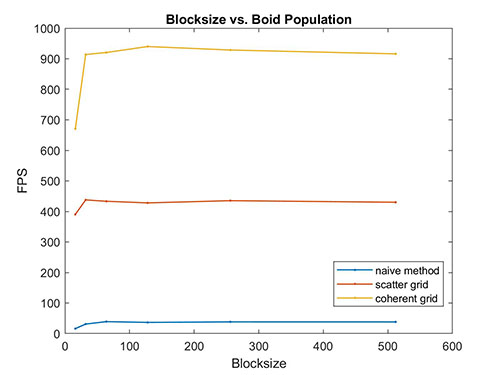 Blocksize vs. Boid Population
1000
900
800
700
600
500
400
300
200
100
0
FPS
naive method
scatter grid
coherent grid
0 100 200 300 400 500 600
Blocksize